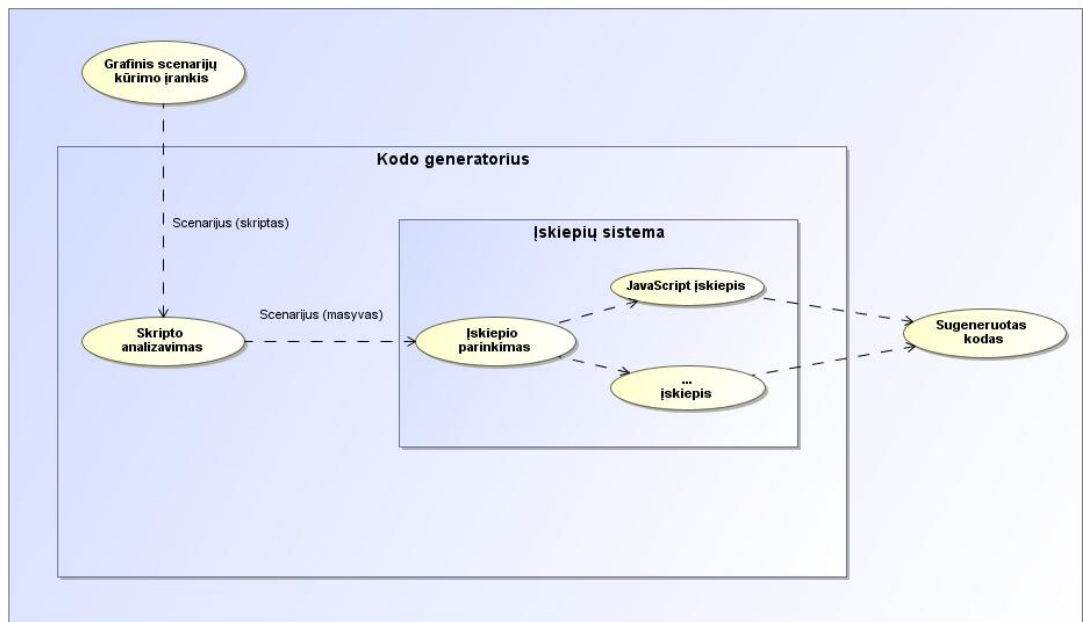 Grafinis scenarijų
kūrimo įrankis
Kodo generatorius
Scenarijus (skriptas)
Įskiepių sistema
JavaScript įskiepis
Scenarijus (masyvas)
Skripto
analizavimas
Įskiepio
parinkimas
Sugeneruotas
kodas
...
įskiepis